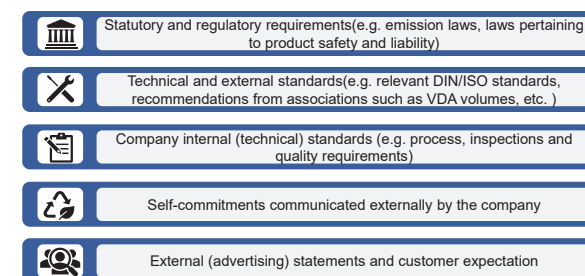 Statutory and regulatory requirements(e.g. emission laws, laws pertaining
to product safety and liability)
Technical and external standards(e.g. relevant DIN/ISO standards,
recommendations from associations such as VDA volumes, etc. )
Company internal (technical) standards (e.g. process, inspections and
quality requirements)
Self-commitments communicated externally by the company
External (advertising) statements and customer expectation